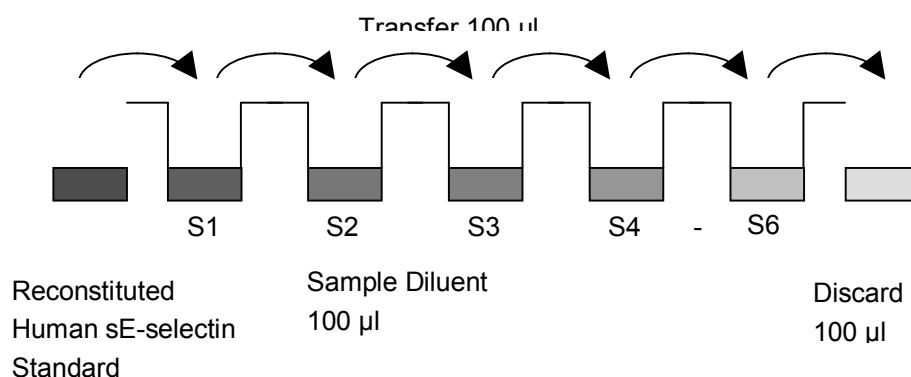 Transfer 100 µl
S1 S2 S3 S4 - S6
Reconstituted
Human sE-selectin
Standard
Sample Diluent
100 µl
Discard
100 µl